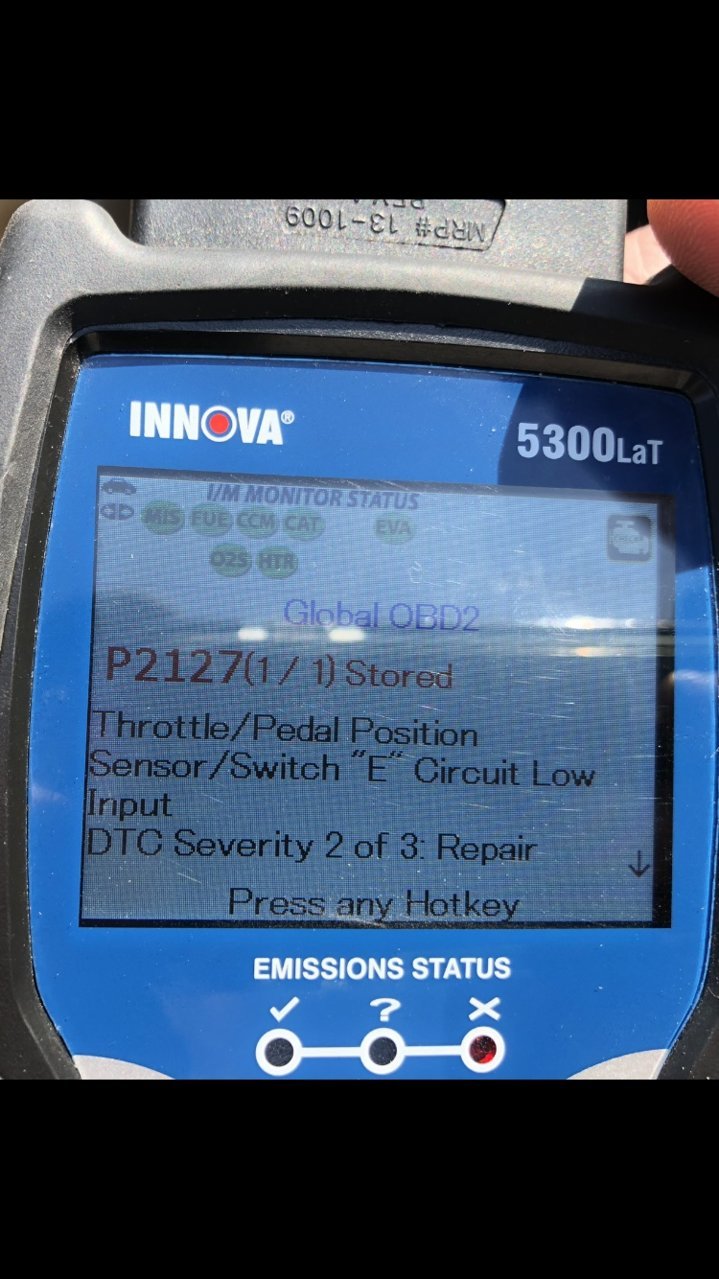 MRP# 13-1009
INNOVA®
5300LaT
I/M MONITOR STATUS
MIS FUE CCM CAT EVA
O2S HTR
Global OBD2
P2127(1 / 1) Stored
Throttle/Pedal Position
Sensor/Switch "E" Circuit Low
Input
DTC Severity 2 of 3: Repair
Press any Hotkey
EMISSIONS STATUS
✓ ? X